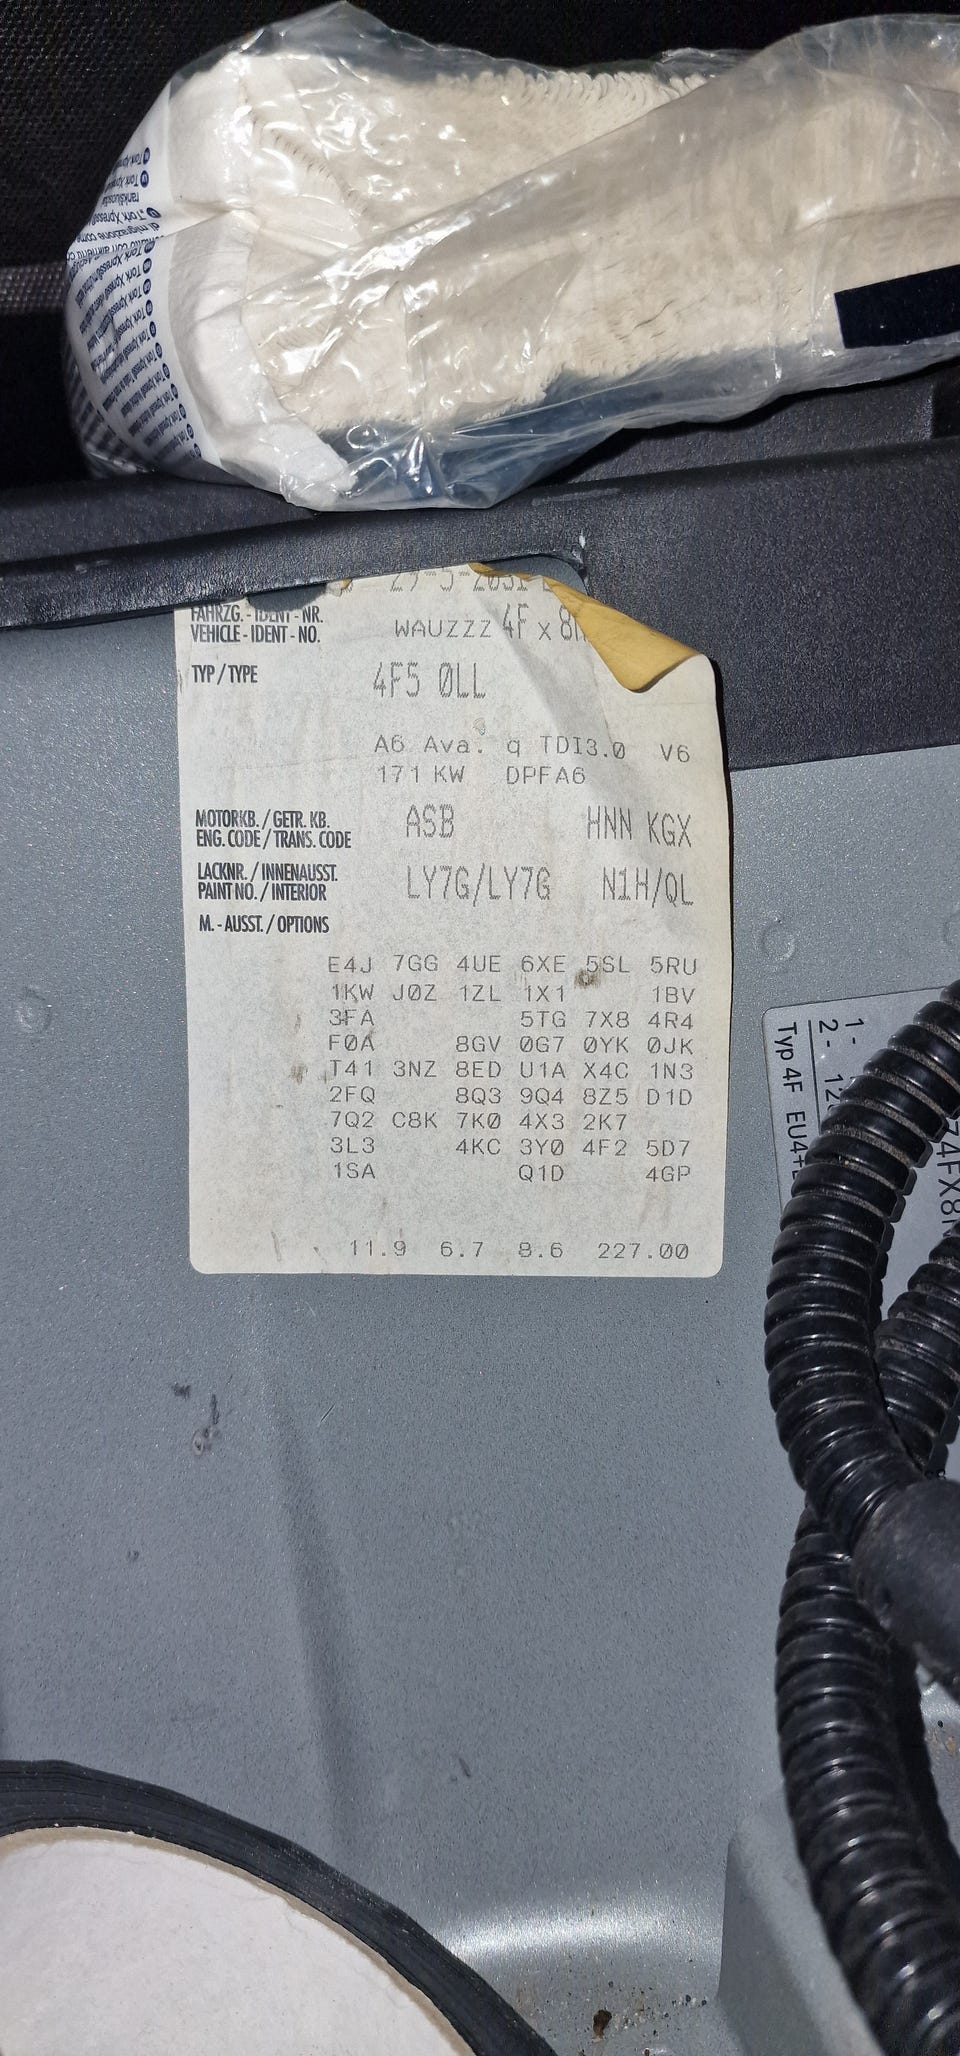 FAHRZG. - IDENT - NR.
VEHICLE - IDENT - NO. WAUZZZ 4F X 8
TYP / TYPE 4F5 0LL
A6 Ava. q TDI3.0 V6
171 KW DPFA6
MOTORKB. / GETR. KB.
ENG. CODE / TRANS. CODE ASB HNN KGX
LACKNR. / INNENAUSST.
PAINT NO. / INTERIOR LY7G/LY7G N1H/QL
M. - AUSST. / OPTIONS
E4J 7GG 4UE 6XE 5SL 5RU
1KW J0Z 1ZL 1X1 1BV
3FA 5TG 7X8 4R4
F0A 8GV 0G7 0YK 0JK
T41 3NZ 8ED U1A X4C 1N3
2FQ 8Q3 9Q4 8Z5 D1D
7Q2 C8K 7K0 4X3 2K7
3L3 4KC 3Y0 4F2 5D7
1SA Q1D 4GP
11.9 6.7 8.6 227.00
1 -
2 -
Typ 4F EU4